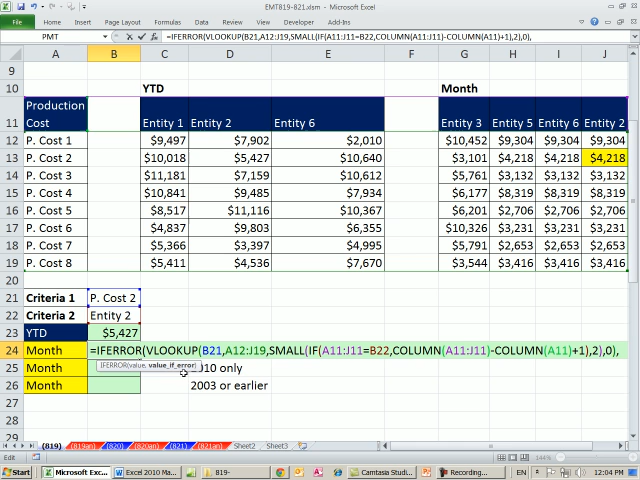 EMT819-821.xlsm - Microsoft Excel
File Home Insert Page Layout Formulas Data Review View Developer Add-Ins
PMT =IFERROR(VLOOKUP(B21,A12:J19,SMALL(IF(A11:J11=B22,COLUMN(A11:J11)-COLUMN(A11)+1),2),0),
A B C D E F G H I J
9
10 YTD Month
Production
11 Cost Entity 1 Entity 2 Entity 6 Entity 3 Entity 5 Entity 6 Entity 2
12 P. Cost 1 $9,497 $7,902 $2,010 $10,452 $9,304 $9,304 $9,304
13 P. Cost 2 $10,018 $5,427 $10,640 $3,101 $4,218 $4,218 $4,218
14 P. Cost 3 $11,181 $7,159 $10,612 $5,761 $3,132 $3,132 $3,132
15 P. Cost 4 $10,841 $9,485 $7,934 $6,177 $8,319 $8,319 $8,319
16 P. Cost 5 $8,517 $11,116 $10,367 $6,201 $2,706 $2,706 $2,706
17 P. Cost 6 $4,837 $9,803 $6,355 $10,326 $3,231 $3,231 $3,231
18 P. Cost 7 $5,366 $3,397 $4,995 $5,791 $2,653 $2,653 $2,653
19 P. Cost 8 $5,411 $4,536 $7,670 $3,544 $3,416 $3,416 $3,416
20
21 Criteria 1 P. Cost 2
22 Criteria 2 Entity 2
23 YTD $5,427
24 Month =IFERROR(VLOOKUP(B21,A12:J19,SMALL(IF(A11:J11=B22,COLUMN(A11:J11)-COLUMN(A11)+1),2),0),
IFERROR(value, value_if_error)
25 Month 2010 only
26 Month 2003 or earlier
27
28
29
(819) (819an) (820) (820an) (821) (821an) Sheet2 Sheet3
Edit 144%
Start Microsoft Exc... Excel 2010 Ma... 819- Camtasia Studi... Recording... EN 12:04 PM